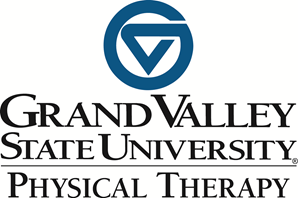 GRAND VALLEY
STATE UNIVERSITY®
PHYSICAL THERAPY